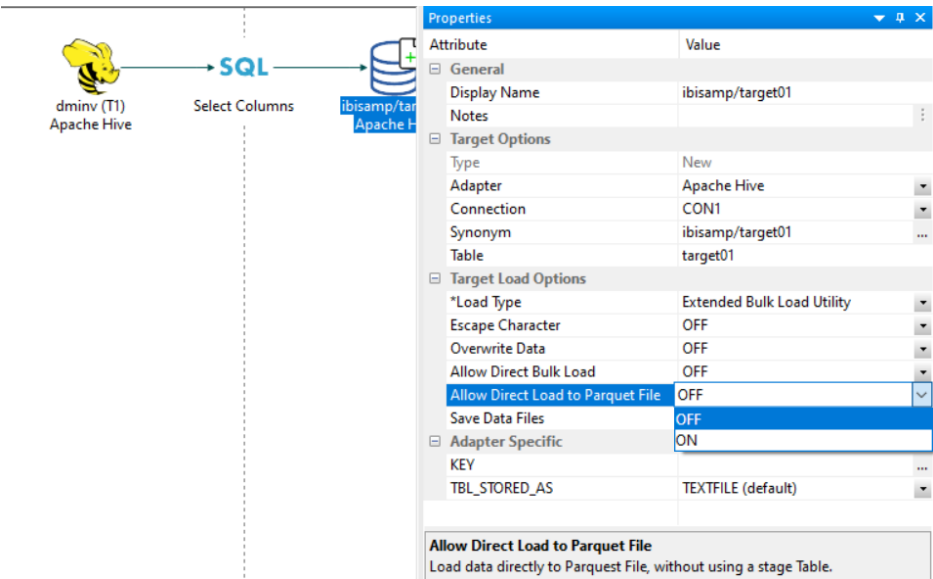 dminv (T1)
Apache Hive
SQL
Select Columns
ibisamp/tar
Apache H
Properties
Attribute Value
General
Display Name ibisamp/target01
Notes
Target Options
Type New
Adapter Apache Hive
Connection CON1
Synonym ibisamp/target01 ...
Table target01
Target Load Options
*Load Type Extended Bulk Load Utility
Escape Character OFF
Overwrite Data OFF
Allow Direct Bulk Load OFF
Allow Direct Load to Parquet File OFF
Save Data Files OFF
Adapter Specific ON
KEY ...
TBL_STORED_AS TEXTFILE (default)
Allow Direct Load to Parquet File
Load data directly to Parquest File, without using a stage Table.